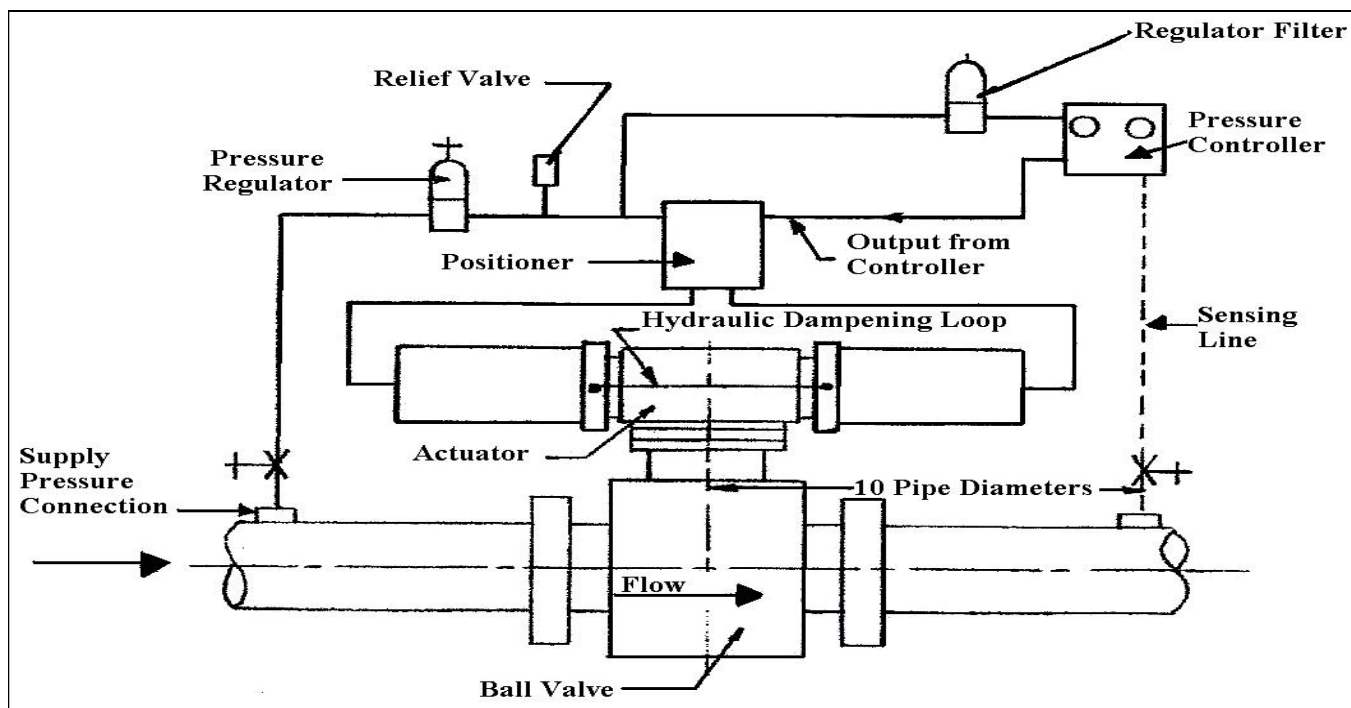 Regulator Filter
Relief Valve
Pressure
Controller
Pressure
Regulator
Output from
Controller
Positioner
Hydraulic Dampening Loop
Sensing
Line
Actuator
Supply
Pressure
Connection
10 Pipe Diameters
Flow
Ball Valve